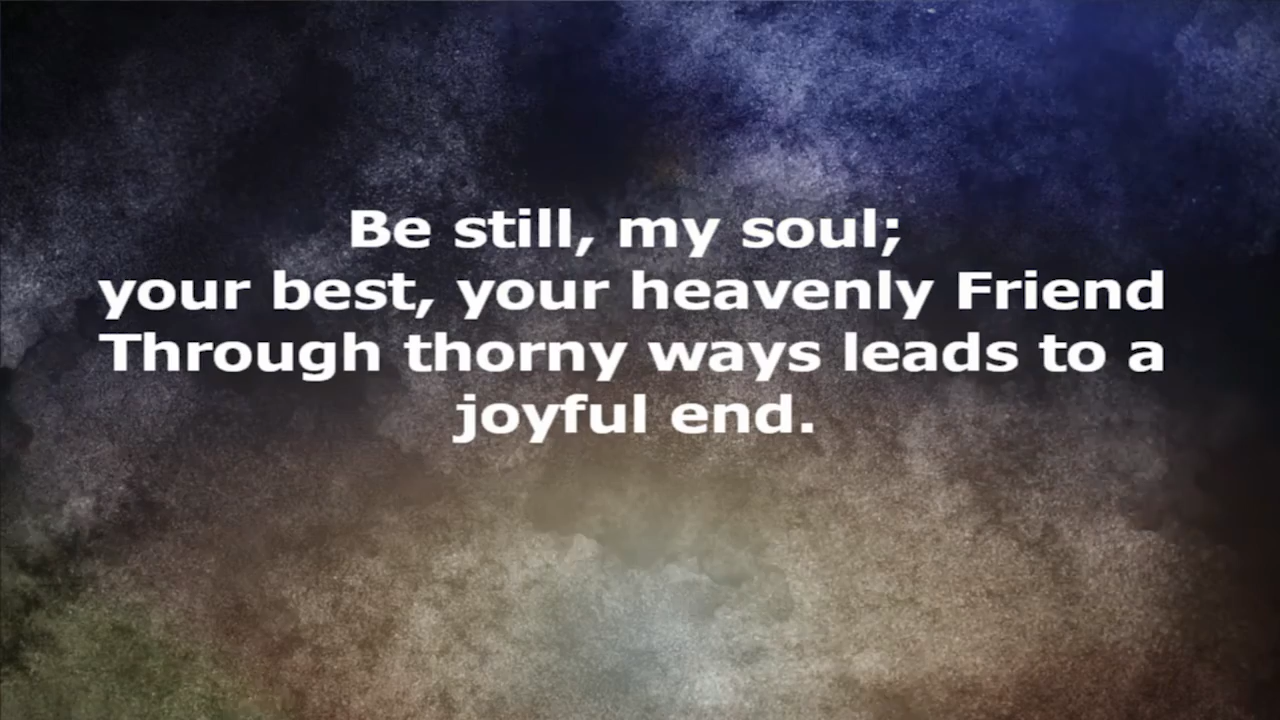 Be still, my soul;
your best, your heavenly Friend
Through thorny ways leads to a
joyful end.